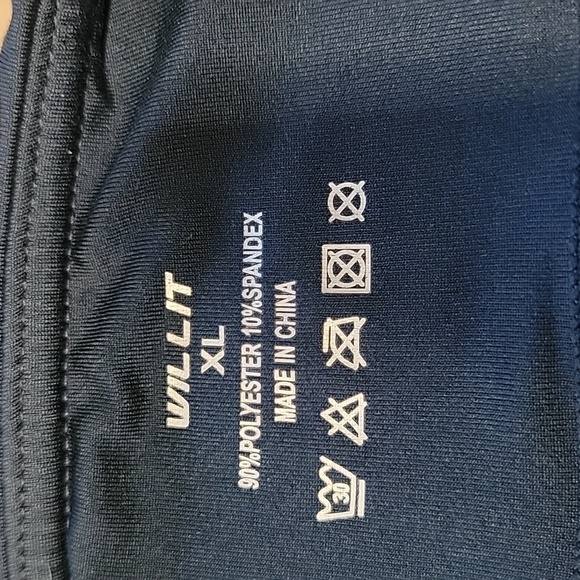 WILLIT
XL
90%POLYESTER 10%SPANDEX
MADE IN CHINA
30